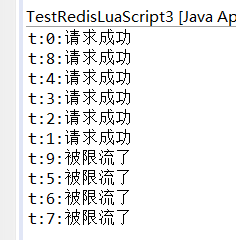 TestRedisLuaScript3 [Java Ap
t:0:请求成功
t:8:请求成功
t:4:请求成功
t:3:请求成功
t:2:请求成功
t:1:请求成功
t:9:被限流了
t:5:被限流了
t:6:被限流了
t:7:被限流了